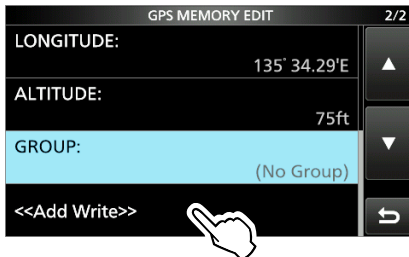 GPS MEMORY EDIT 2/2
LONGITUDE:
135° 34.29'E
ALTITUDE:
75ft
GROUP:
(No Group)
<<Add Write>>